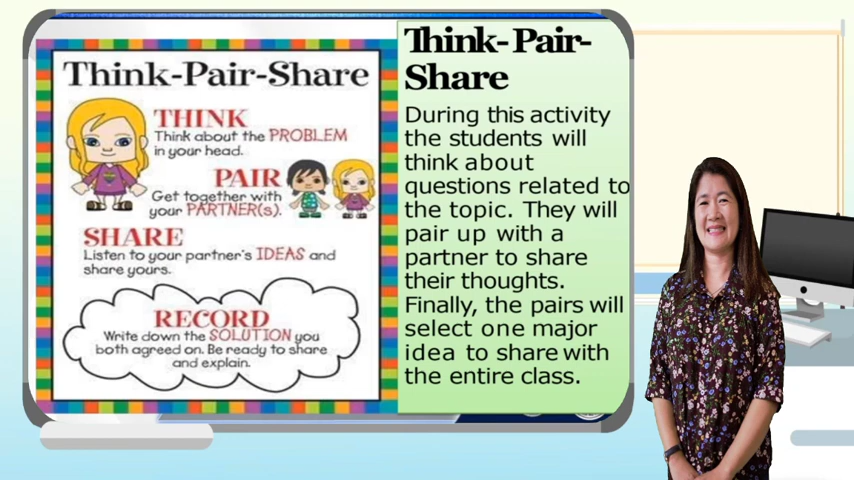 Think-Pair-Share
THINK
Think about the PROBLEM
in your head.
PAIR
Get together with
your PARTNER(s).
SHARE
Listen to your partner's IDEAS and
share yours.
RECORD
Write down the SOLUTION you
both agreed on. Be ready to share
and explain.
Think-Pair-
Share
During this activity
the students will
think about
questions related to
the topic. They will
pair up with a
partner to share
their thoughts.
Finally, the pairs will
select one major
idea to share with
the entire class.